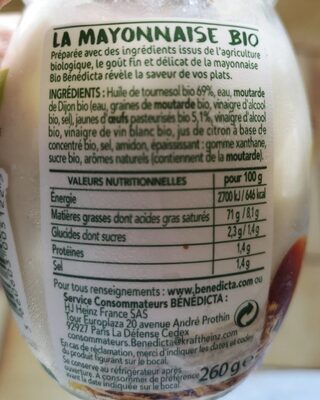 LA MAYONNAISE BIO
Préparée avec des ingrédients issus de l'agriculture
biologique, le goût fin et délicat de la mayonnaise
Bio Bénédicta révèle la saveur de vos plats.
INGRÉDIENTS : Huile de tournesol bio 69%, eau, moutarde
de Dijon bio (eau, graines de moutarde bio, vinaigre d'alcool
bio, sel), jaunes d'œufs pasteurisés bio 5,1%, vinaigre d'alcool
bio, vinaigre de vin blanc bio, jus de citron à base de
concentré bio, sel, amidon, épaississant : gomme xanthane,
sucre bio, arômes naturels (contiennent de la moutarde).
VALEURS NUTRITIONNELLES pour 100 g
Énergie 2700 kJ / 646 kcal
Matières grasses dont acides gras saturés 71 g / 8,1 g
Glucides dont sucres 2,3 g / 1,4 g
Protéines 1,4 g
Sel 1,4 g
Pour tous renseignements : www.benedicta.com ou
Service Consommateurs BÉNÉDICTA :
HJ Heinz France SAS
Tour Europlaza 20 avenue André Prothin
92927 Paris La Défense Cedex
consommateurs.Benedicta@kraftheinz.com
En cas de réclamation, merci d'indiquer les dates et codes
du produit figurant sur le bocal.
À conserver au réfrigérateur après
ouverture. À consommer de préférence
avant la date indiquée sur le bocal.
260 g e